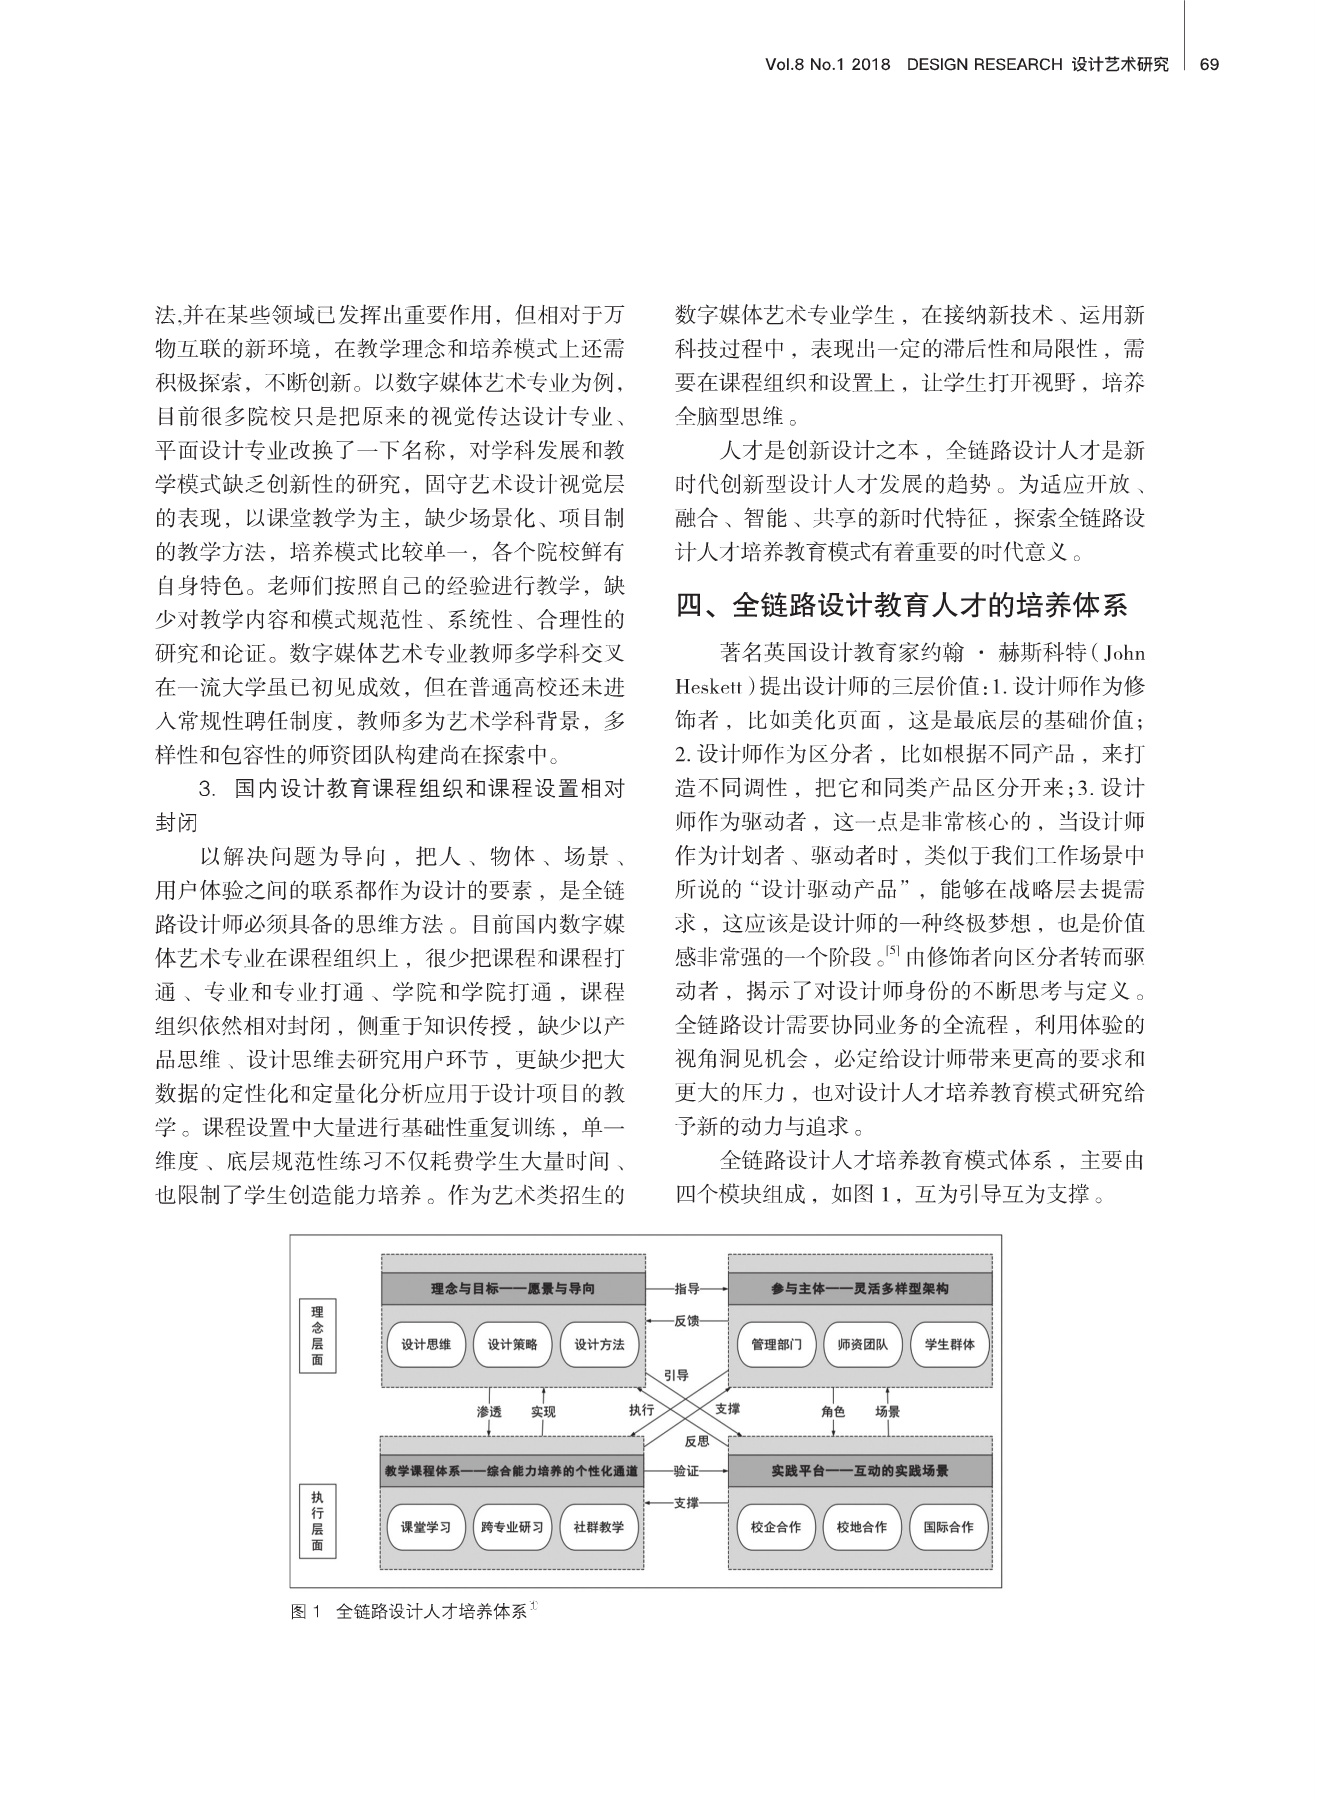 Vol.8 No.1 2018 DESIGN RESEARCH 设计艺术研究 69
法,并在某些领域已发挥出重要作用，但相对于万
物互联的新环境，在教学理念和培养模式上还需
积极探索，不断创新。以数字媒体艺术专业为例，
目前很多院校只是把原来的视觉传达设计专业、
平面设计专业改换了一下名称，对学科发展和教
学模式缺乏创新性的研究，固守艺术设计视觉层
的表现，以课堂教学为主，缺少场景化、项目制
的教学方法，培养模式比较单一，各个院校鲜有
自身特色。老师们按照自己的经验进行教学，缺
少对教学内容和模式规范性、系统性、合理性的
研究和论证。数字媒体艺术专业教师多学科交叉
在一流大学虽已初见成效，但在普通高校还未进
入常规性聘任制度，教师多为艺术学科背景，多
样性和包容性的师资团队构建尚在探索中。
3. 国内设计教育课程组织和课程设置相对
封闭
以解决问题为导向，把人、物体、场景、
用户体验之间的联系都作为设计的要素，是全链
路设计师必须具备的思维方法。目前国内数字媒
体艺术专业在课程组织上，很少把课程和课程打
通、专业和专业打通、学院和学院打通，课程
组织依然相对封闭，侧重于知识传授，缺少以产
品思维、设计思维去研究用户环节，更缺少把大
数据的定性化和定量化分析应用于设计项目的教
学。课程设置中大量进行基础性重复训练，单一
维度、底层规范性练习不仅耗费学生大量时间、
也限制了学生创造能力培养。作为艺术类招生的
数字媒体艺术专业学生，在接纳新技术、运用新
科技过程中，表现出一定的滞后性和局限性，需
要在课程组织和设置上，让学生打开视野，培养
全脑型思维。
人才是创新设计之本，全链路设计人才是新
时代创新型设计人才发展的趋势。为适应开放、
融合、智能、共享的新时代特征，探索全链路设
计人才培养教育模式有着重要的时代意义。
四、全链路设计教育人才的培养体系
著名英国设计教育家约翰·赫斯科特(John
Heskett)提出设计师的三层价值:1. 设计师作为修
饰者，比如美化页面，这是最底层的基础价值;
2. 设计师作为区分者，比如根据不同产品，来打
造不同调性，把它和同类产品区分开来;3. 设计
师作为驱动者，这一点是非常核心的，当设计师
作为计划者、驱动者时，类似于我们工作场景中
所说的“设计驱动产品”，能够在战略层去提需
求，这应该是设计师的一种终极梦想，也是价值
感非常强的一个阶段。[5]由修饰者向区分者转而驱
动者，揭示了对设计师身份的不断思考与定义。
全链路设计需要协同业务的全流程，利用体验的
视角洞见机会，必定给设计师带来更高的要求和
更大的压力，也对设计人才培养教育模式研究给
予新的动力与追求。
全链路设计人才培养教育模式体系，主要由
四个模块组成，如图 1，互为引导互为支撑。
理念层面
理念与目标——愿景与导向
设计思维 设计策略 设计方法
指导
反馈
参与主体——灵活多样型架构
管理部门 师资团队 学生群体
渗透 实现
引导
执行 支撑
反思
角色 场景
执行层面
教学课程体系——综合能力培养的个性化通道
课堂学习 跨专业研习 社群教学
验证
支撑
实践平台——互动的实践场景
校企合作 校地合作 国际合作
图 1 全链路设计人才培养体系①